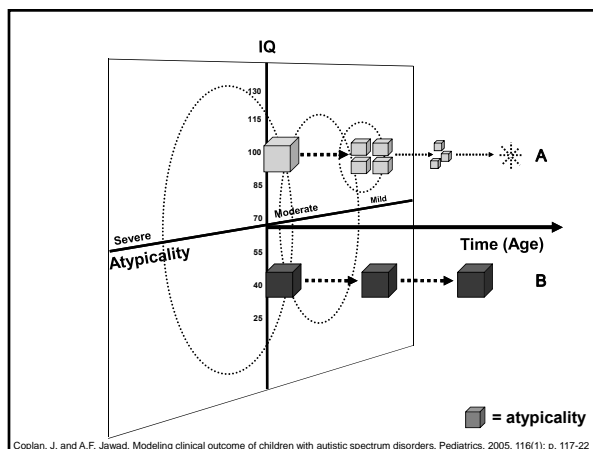 IQ
130
115
100
85
70
55
40
25
A
Severe
Moderate
Mild
Atypicality
Time (Age)
B
= atypicality
Coplan, J. and A.F. Jawad, Modeling clinical outcome of children with autistic spectrum disorders. Pediatrics, 2005. 116(1): p. 117-22